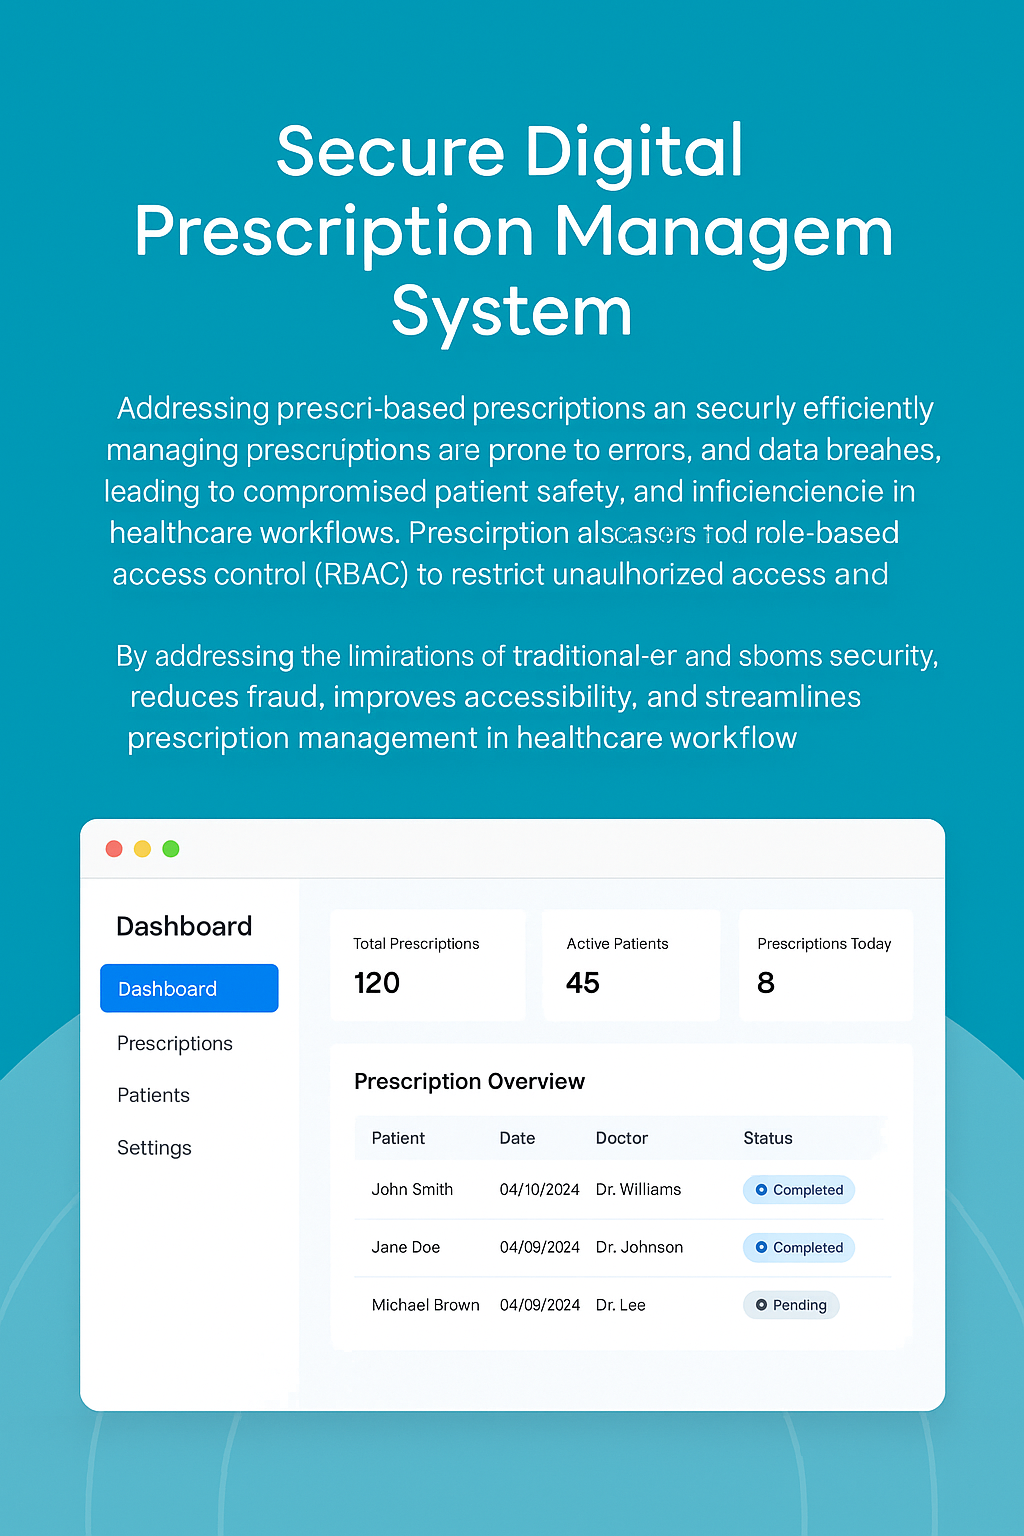 Secure Digital
Prescription Managem
System
Addressing prescri-based prescriptions an securly efficiently
managing prescruiptions are prone to errors, and data breahes,
leading to compromised patient safety, and inficienciencie in
healthcare workflows. Prescirption tod role-based
access control (RBAC) to restrict unaulhorized access and
By addressing the limirations of traditional-er and sboms security,
reduces fraud, improves accessibility, and streamlines
prescription management in healthcare workflow
Dashboard
Dashboard
Prescriptions
Patients
Settings
Total Prescriptions
120
Active Patients
45
Prescriptions Today
8
Prescription Overview
Patient Date Doctor Status
John Smith 04/10/2024 Dr. Williams Completed
Jane Doe 04/09/2024 Dr. Johnson Completed
Michael Brown 04/09/2024 Dr. Lee Pending